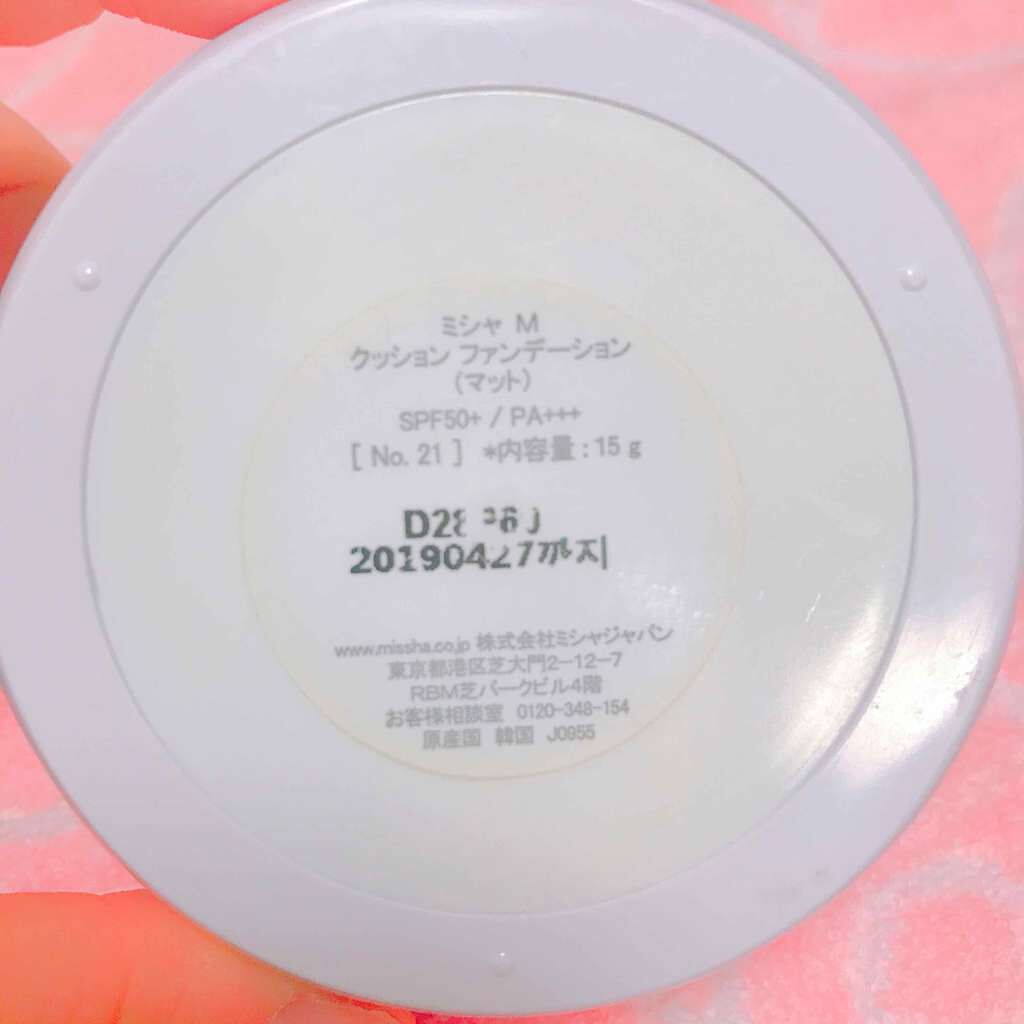 ミシャ M
クッション ファンデーション
(マット)
SPF50+ / PA+++
[ No. 21 ] *内容量 : 15 g
20190427까지
www.missha.co.jp 株式会社ミシャジャパン
東京都港区芝大門2-12-7
RBM芝パークビル4階
お客様相談室 0120-348-154
原産国 韓国 J0955